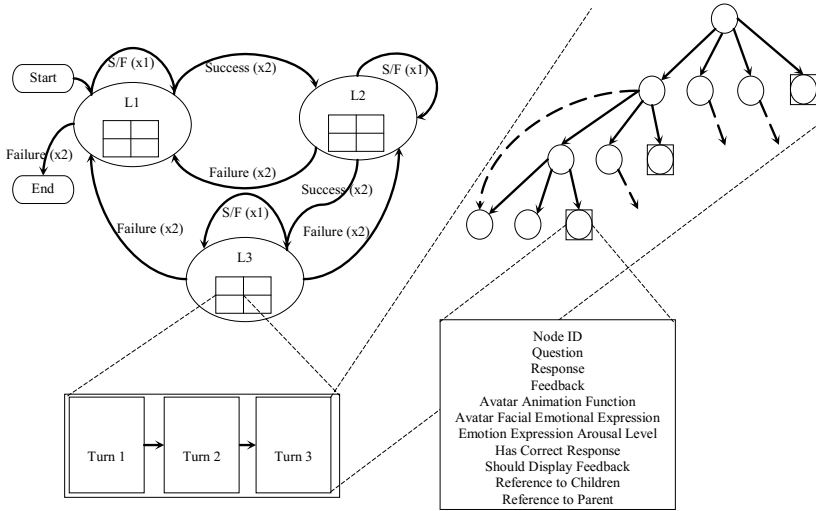 S/F (x1)
Success (x2)
S/F (x1)
Start
L1
L2
Failure (x2)
Failure (x2)
End
Success (x2)
S/F (x1)
Failure (x2)
Failure (x2)
L3
Turn 1
Turn 2
Turn 3
Node ID
Question
Response
Feedback
Avatar Animation Function
Avatar Facial Emotional Expression
Emotion Expression Arousal Level
Has Correct Response
Should Display Feedback
Reference to Children
Reference to Parent